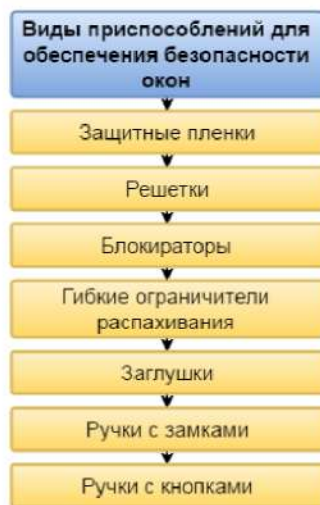 Виды приспособлений для
обеспечения безопасности
окон
Защитные пленки
Решетки
Блокираторы
Гибкие ограничители
распахивания
Заглушки
Ручки с замками
Ручки с кнопками